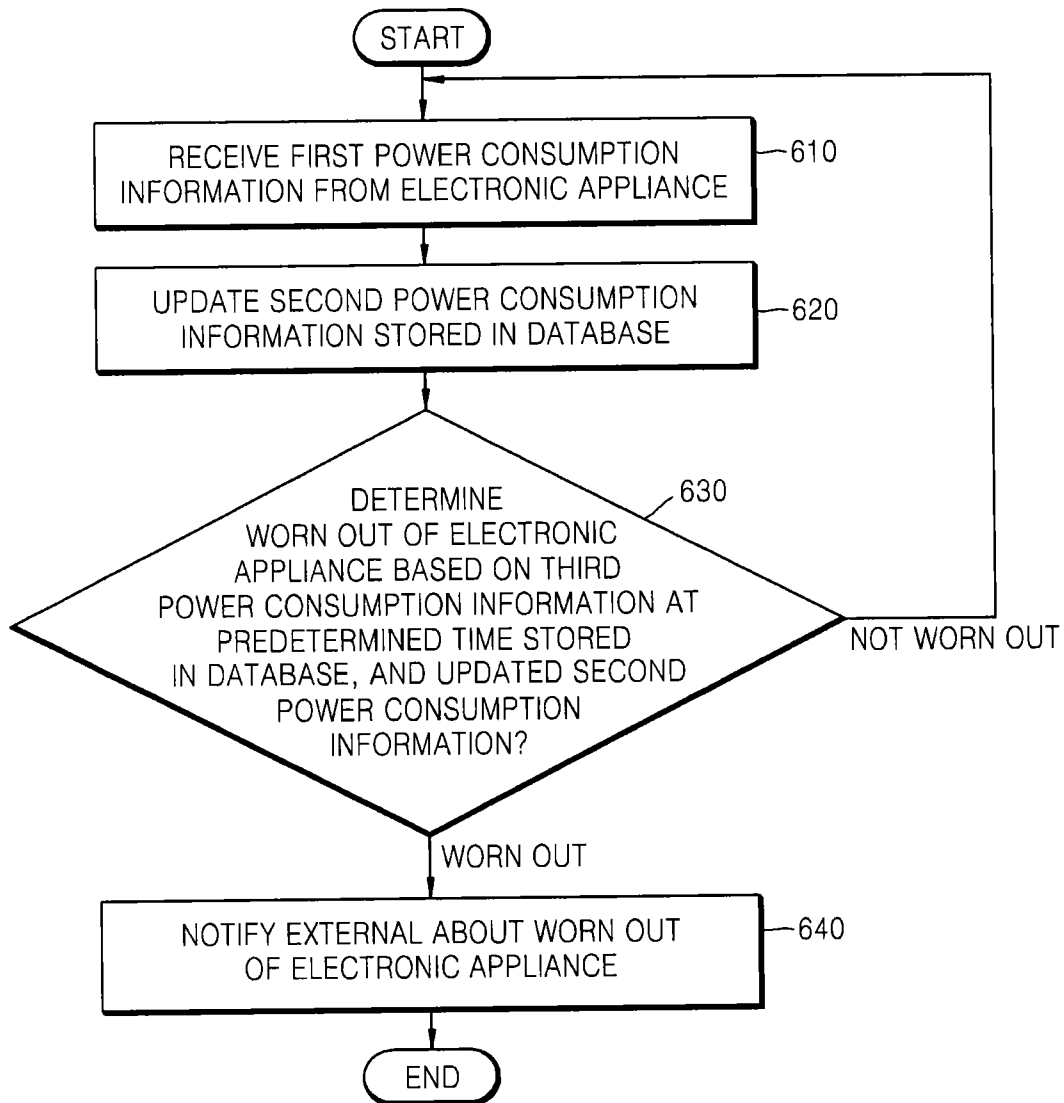 START
RECEIVE FIRST POWER CONSUMPTION
INFORMATION FROM ELECTRONIC APPLIANCE
610
UPDATE SECOND POWER CONSUMPTION
INFORMATION STORED IN DATABASE
620
DETERMINE
WORN OUT OF ELECTRONIC
APPLIANCE BASED ON THIRD
POWER CONSUMPTION INFORMATION AT
PREDETERMINED TIME STORED
IN DATABASE, AND UPDATED SECOND
POWER CONSUMPTION
INFORMATION?
630
NOT WORN OUT
WORN OUT
NOTIFY EXTERNAL ABOUT WORN OUT
OF ELECTRONIC APPLIANCE
640
END